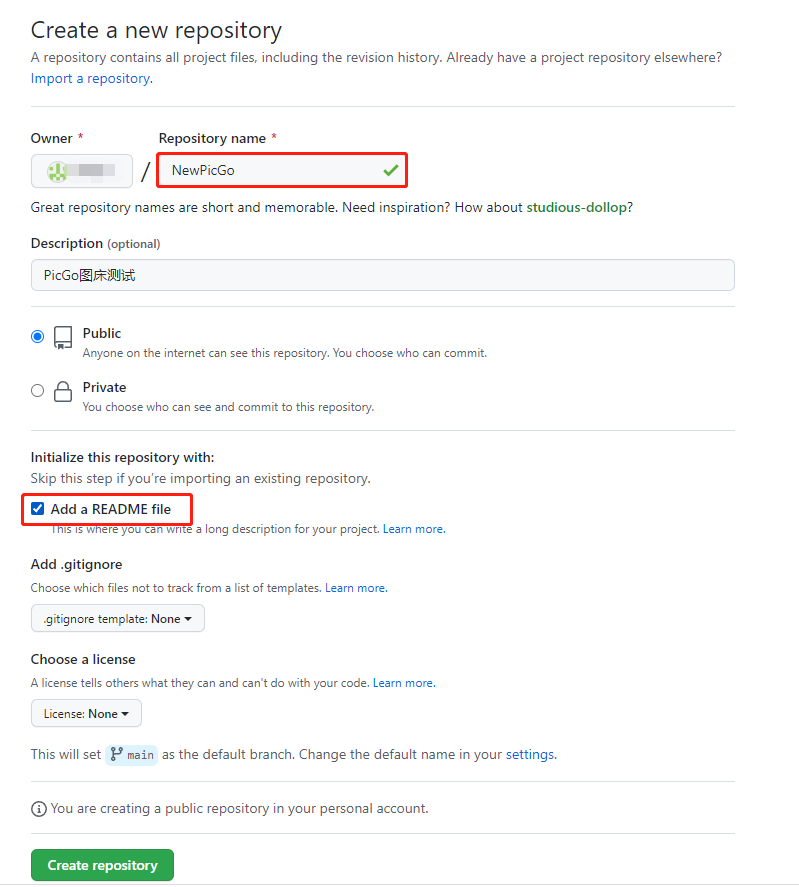 Create a new repository
A repository contains all project files, including the revision history. Already have a project repository elsewhere?
Import a repository.
Owner * Repository name *
/ NewPicGo
Great repository names are short and memorable. Need inspiration? How about studious-dollop?
Description (optional)
PicGo图床测试
Public
Anyone on the internet can see this repository. You choose who can commit.
Private
You choose who can see and commit to this repository.
Initialize this repository with:
Skip this step if you're importing an existing repository.
Add a README file
This is where you can write a long description for your project. Learn more.
Add .gitignore
Choose which files not to track from a list of templates. Learn more.
.gitignore template: None
Choose a license
A license tells others what they can and can't do with your code. Learn more.
License: None
This will set main as the default branch. Change the default name in your settings.
You are creating a public repository in your personal account.
Create repository